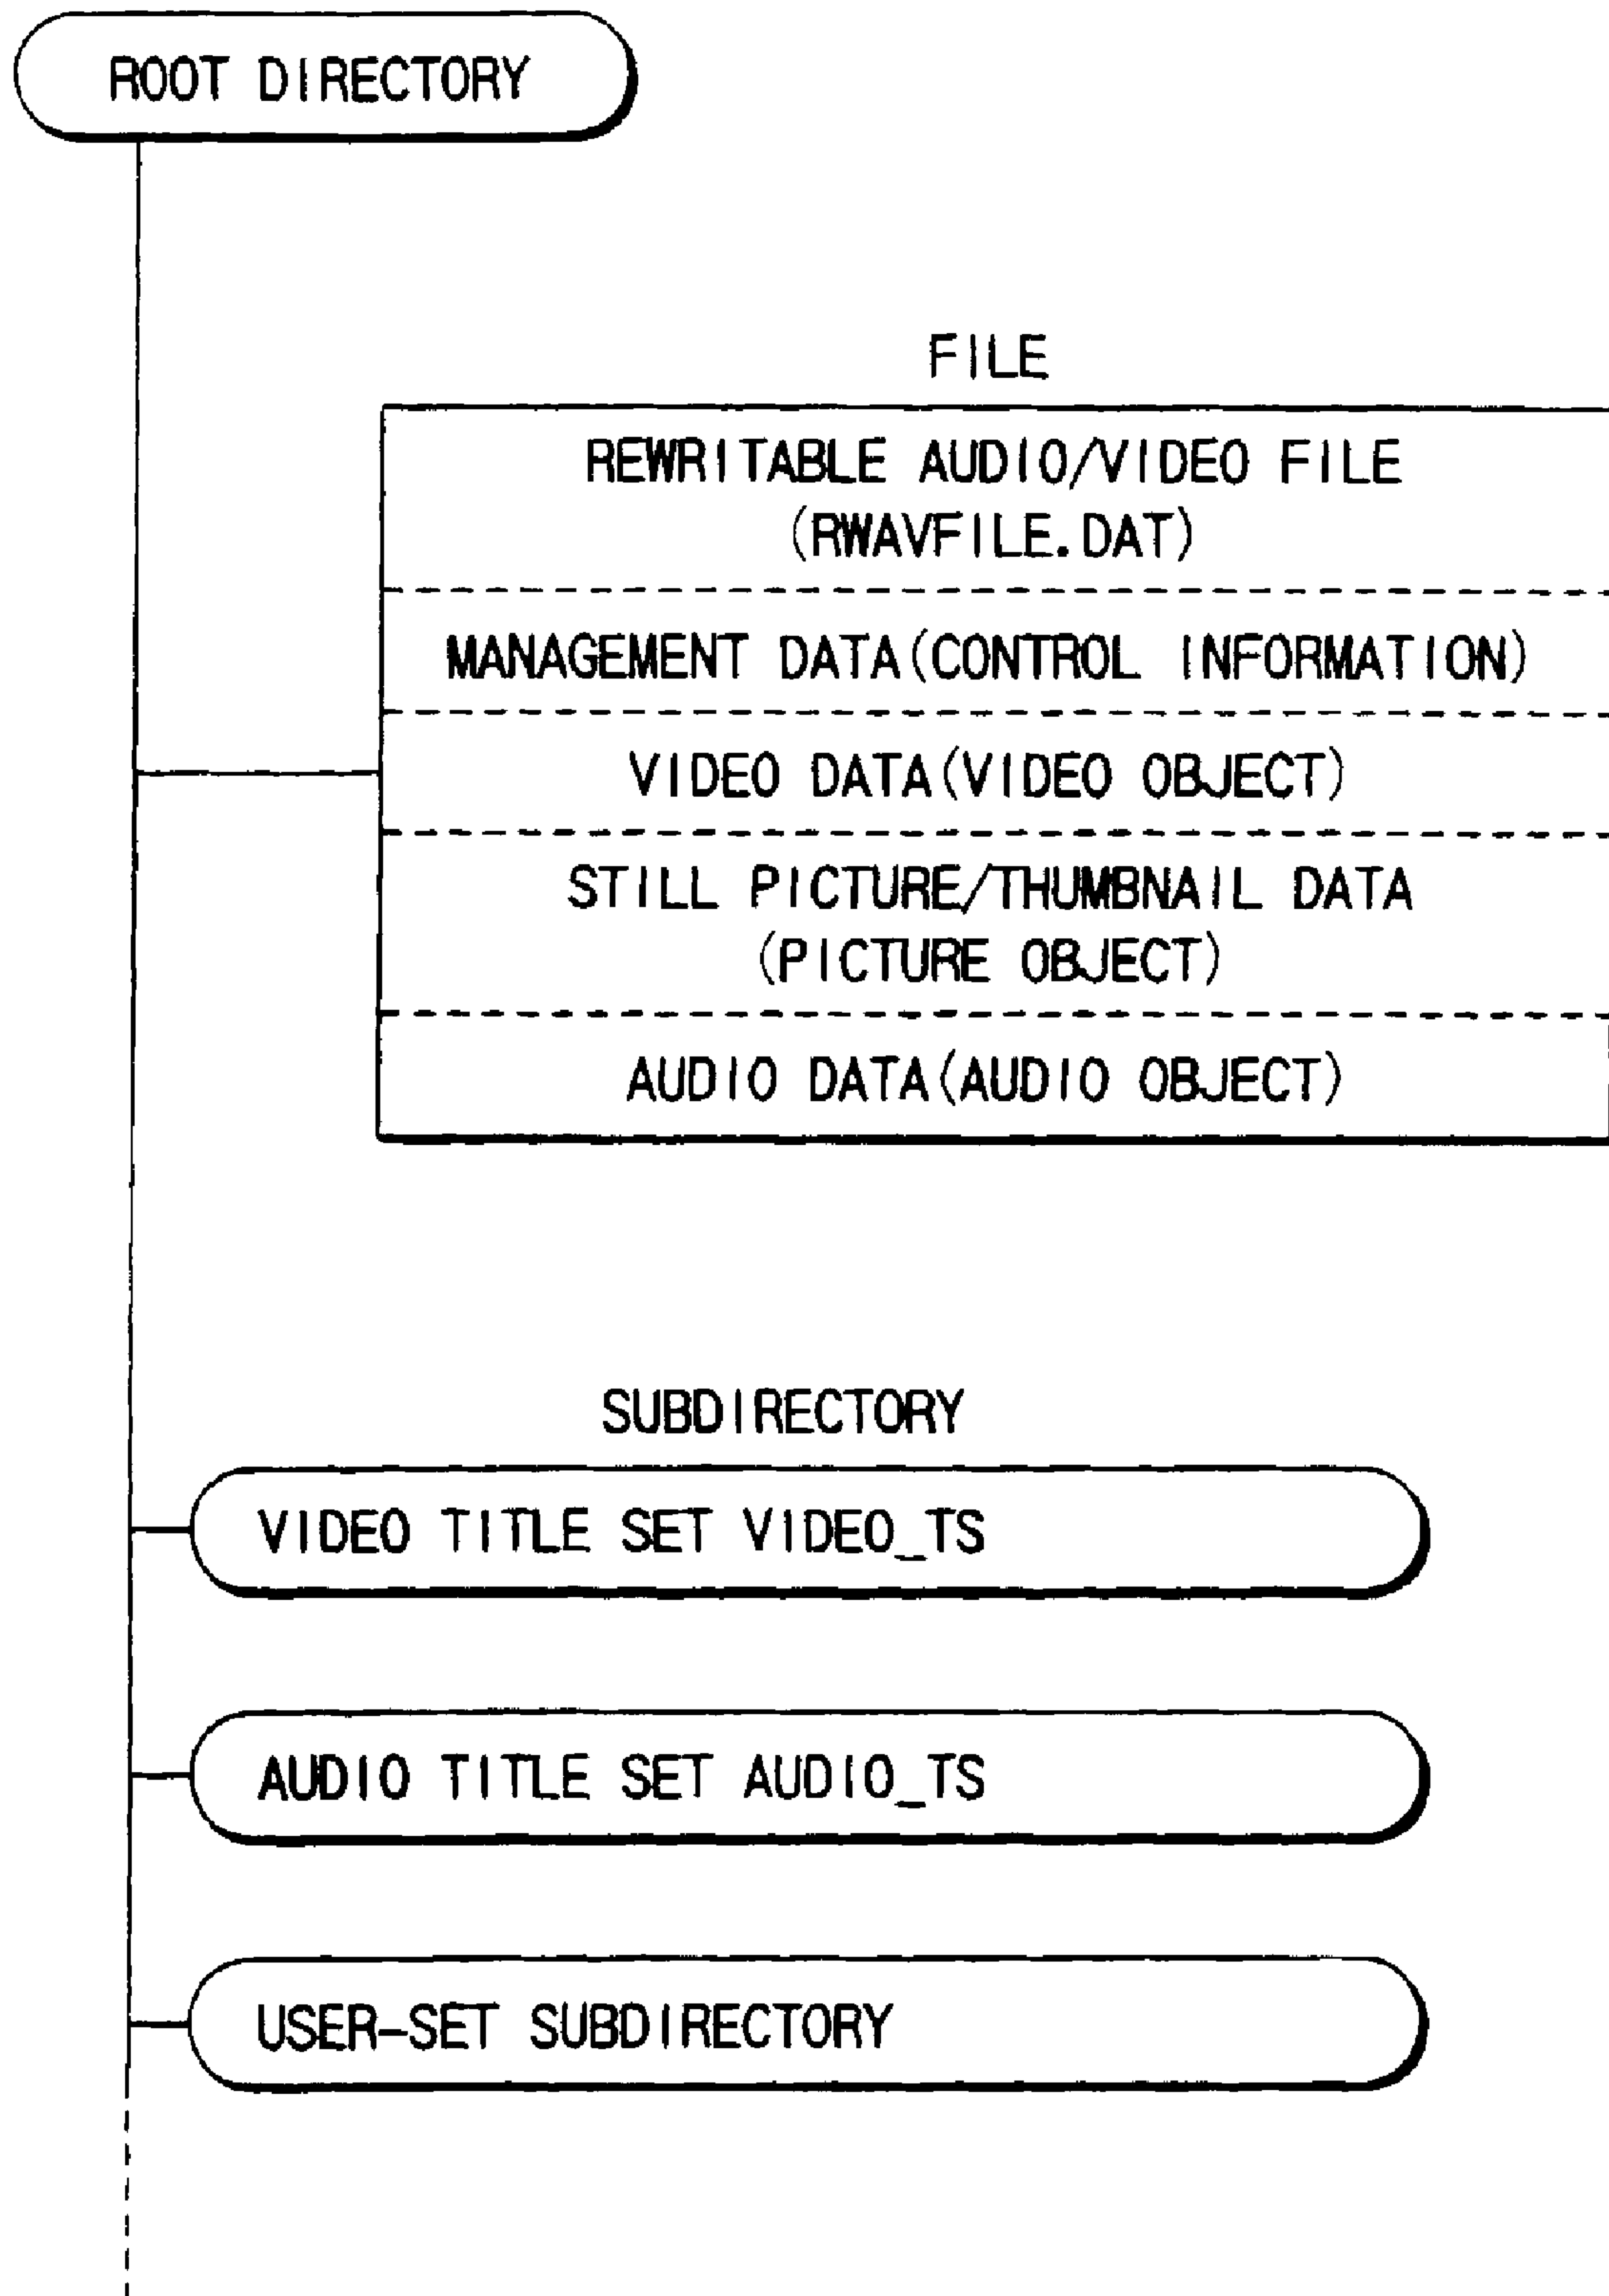 ROOT DIRECTORY
FILE
REWRITABLE AUDIO/VIDEO FILE
(RWAVFILE.DAT)
MANAGEMENT DATA(CONTROL INFORMATION)
VIDEO DATA(VIDEO OBJECT)
STILL PICTURE/THUMBNAIL DATA
(PICTURE OBJECT)
AUDIO DATA(AUDIO OBJECT)
SUBDIRECTORY
VIDEO TITLE SET VIDEO_TS
AUDIO TITLE SET AUDIO_TS
USER-SET SUBDIRECTORY